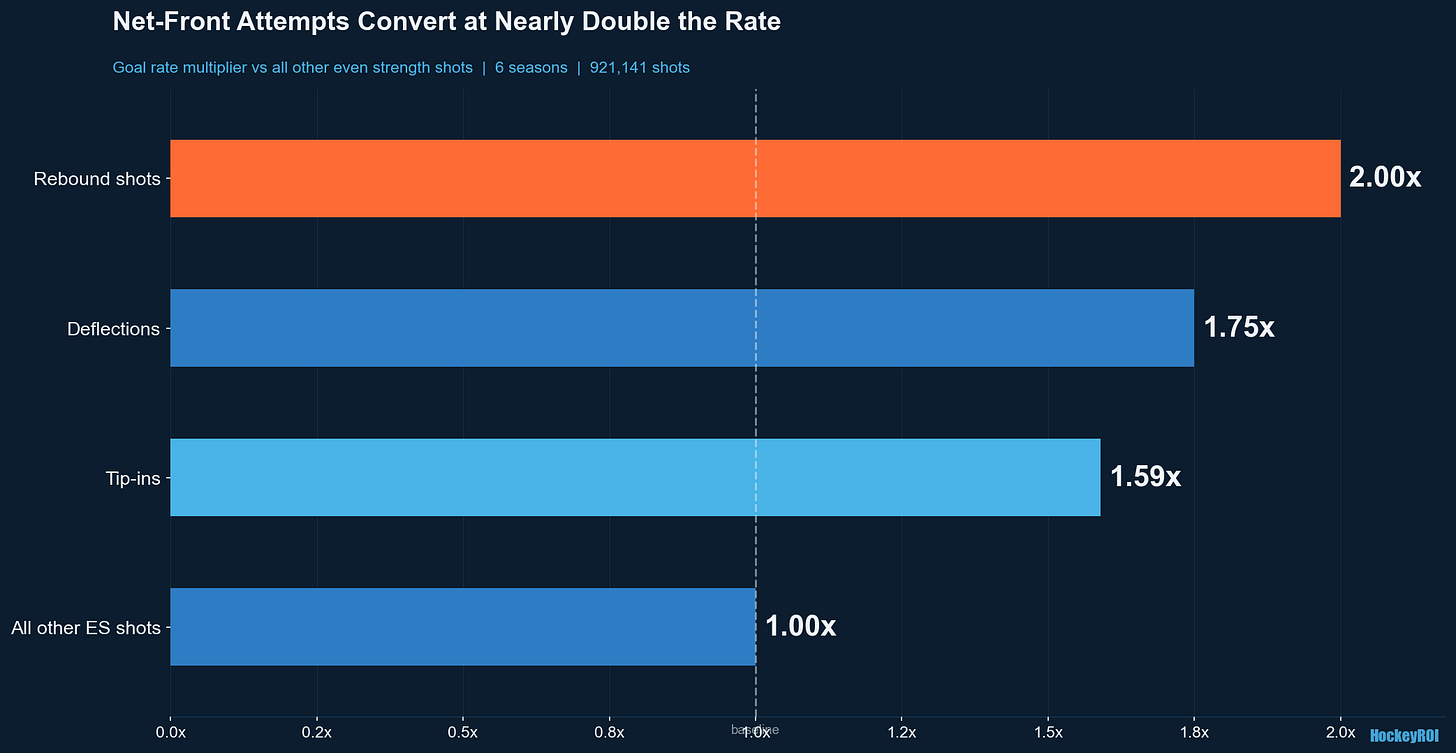 Net-Front Attempts Convert at Nearly Double the Rate
Goal rate multiplier vs all other even strength shots | 6 seasons | 921,141 shots
Rebound shots
2.00x
Deflections
1.75x
Tip-ins
1.59x
All other ES shots
1.00x
baseline
0.0x 0.2x 0.5x 0.8x 1.0x 1.2x 1.5x 1.8x 2.0x
HockeyROI